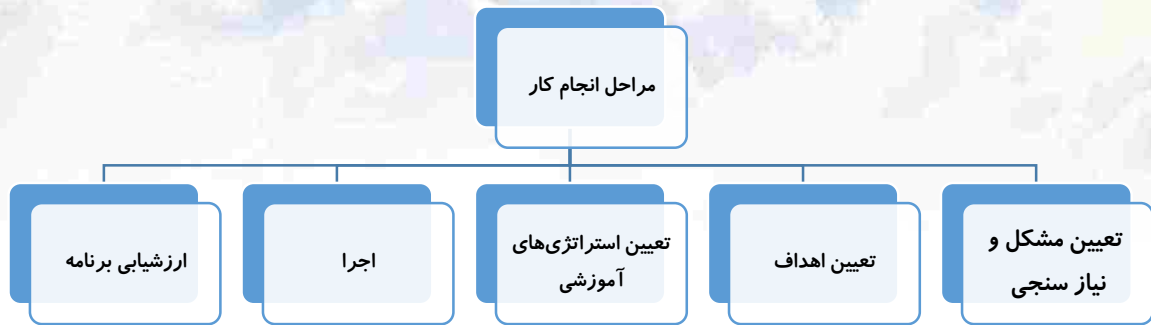 مراحل انجام کار
تعیین مشکل و
نیاز سنجی
تعیین اهداف
تعیین استراتژی‌های
آموزشی
اجرا
ارزشیابی برنامه